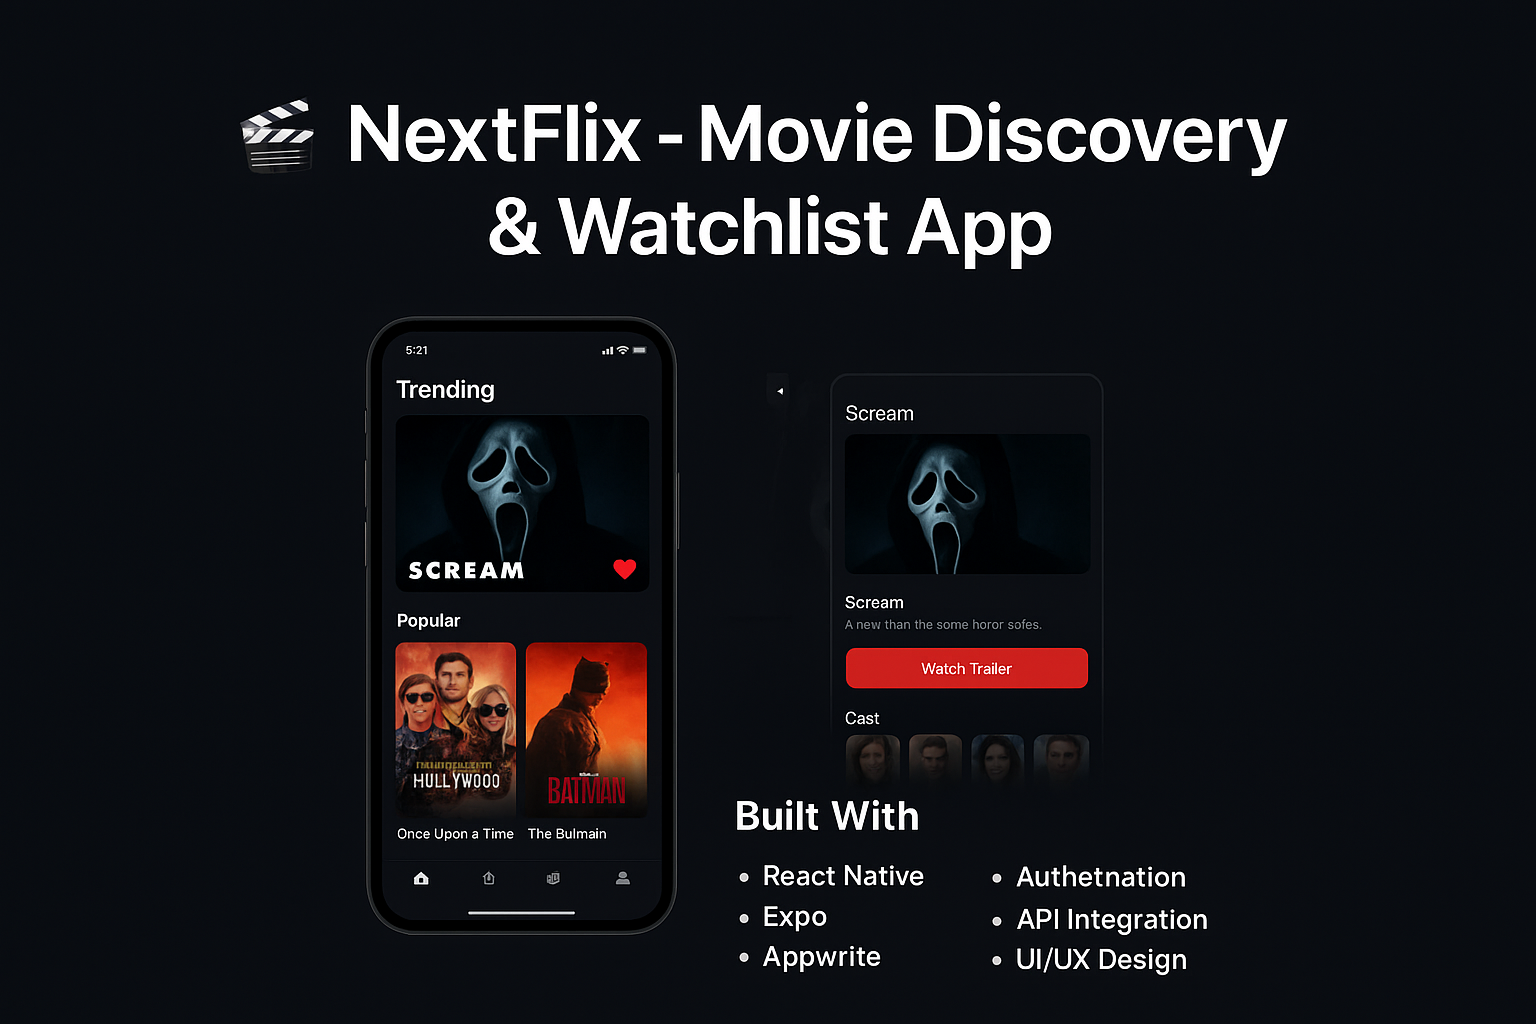 NextFlix - Movie Discovery
& Watchlist App
5:21
Trending
SCREAM
Popular
HULLYWOOO
BATMAN
Once Upon a Time
The Bulmain
Scream
Scream
A new than the some horor sofes.
Watch Trailer
Cast
Built With
• React Native
• Expo
• Appwrite
• Authetnation
• API Integration
• UI/UX Design